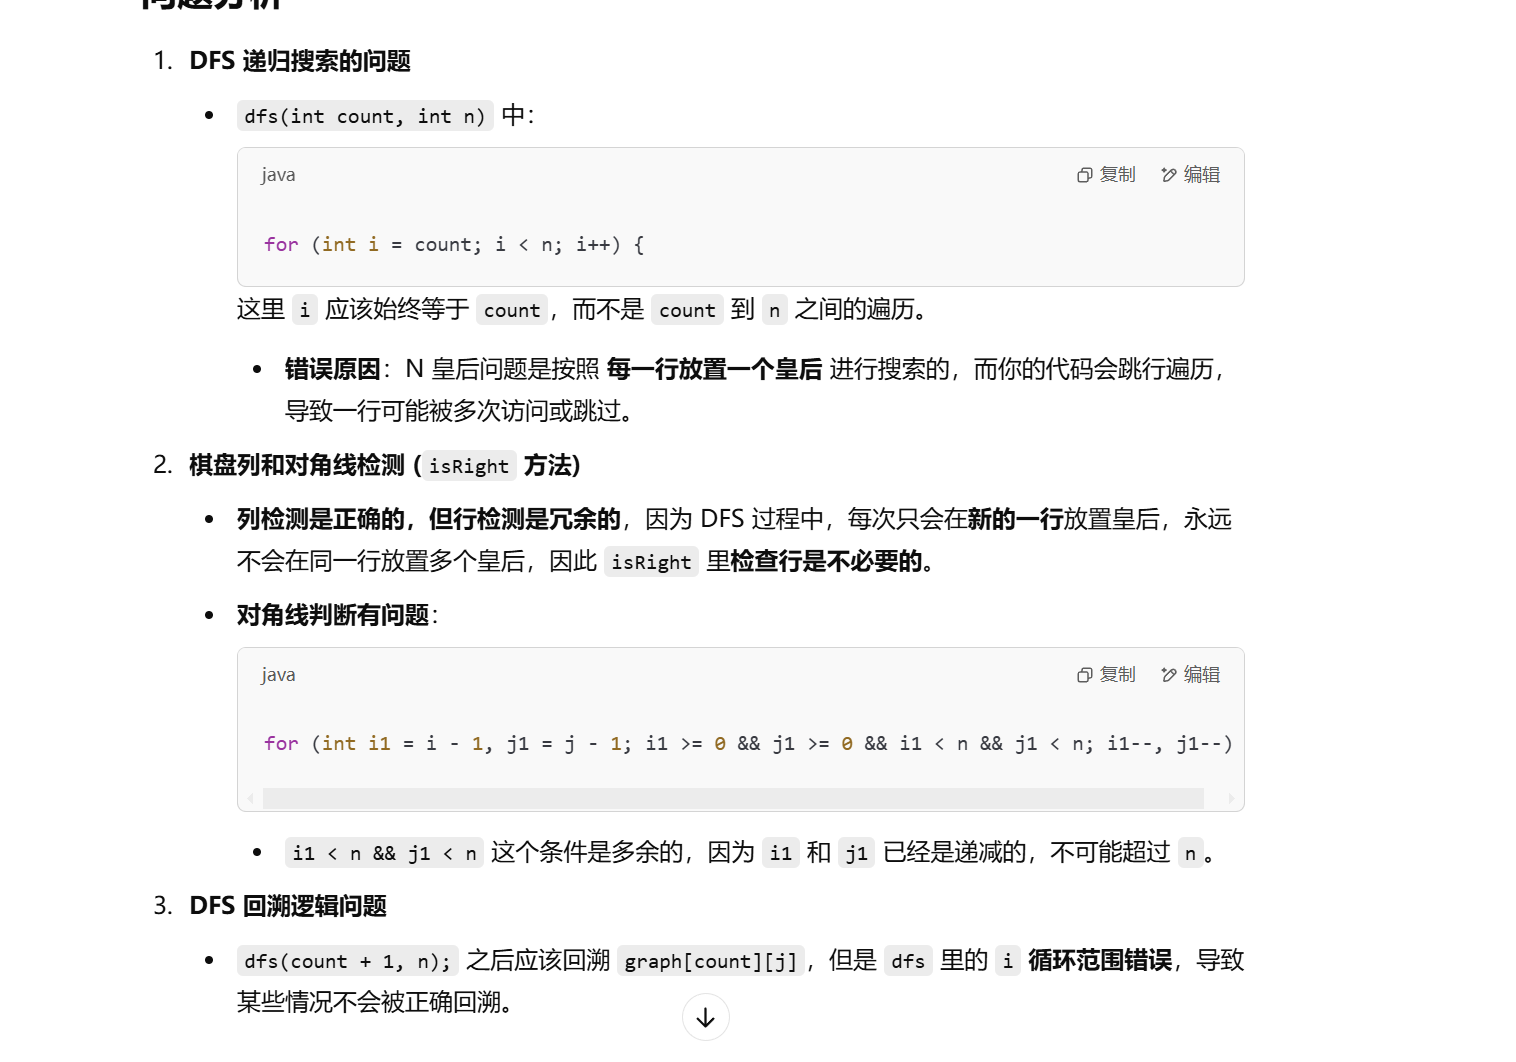 问题分析
1. DFS 递归搜索的问题
• dfs(int count, int n) 中：
java 复制 编辑
for (int i = count; i < n; i++) {
这里 i 应该始终等于 count，而不是 count 到 n 之间的遍历。
• 错误原因：N 皇后问题是按照 每一行放置一个皇后 进行搜索的，而你的代码会跳行遍历，
导致一行可能被多次访问或跳过。
2. 棋盘列和对角线检测 (isRight 方法)
• 列检测是正确的，但行检测是冗余的，因为 DFS 过程中，每次只会在新的一行放置皇后，永远
不会在同一行放置多个皇后，因此 isRight 里检查行是不必要的。
• 对角线判断有问题：
java 复制 编辑
for (int i1 = i - 1, j1 = j - 1; i1 >= 0 && j1 >= 0 && i1 < n && j1 < n; i1--, j1--)
• i1 < n && j1 < n 这个条件是多余的，因为 i1 和 j1 已经是递减的，不可能超过 n。
3. DFS 回溯逻辑问题
• dfs(count + 1, n); 之后应该回溯 graph[count][j]，但是 dfs 里的 i 循环范围错误，导致
某些情况不会被正确回溯。